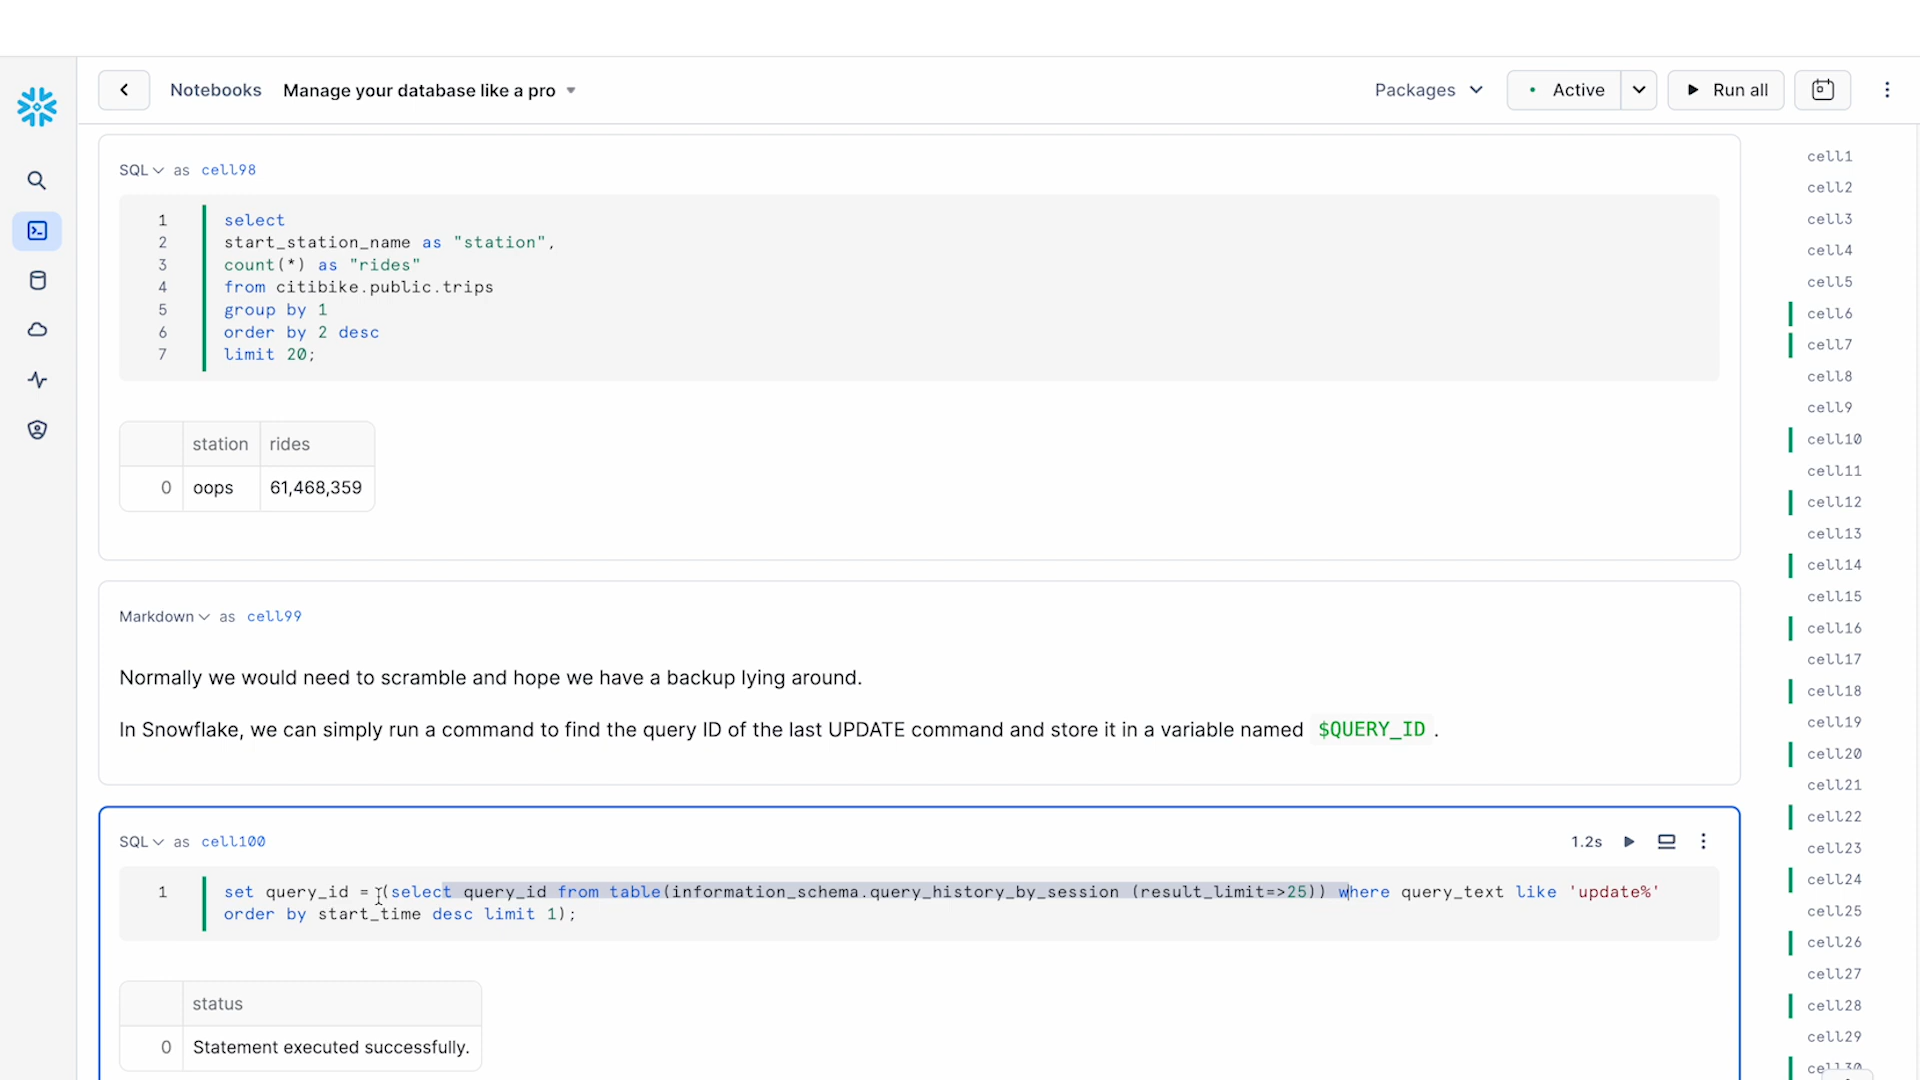 Notebooks Manage your database like a pro Packages Active Run all
SQL as cell98
1 select
2 start_station_name as "station",
3 count(*) as "rides"
4 from citibike.public.trips
5 group by 1
6 order by 2 desc
7 limit 20;
station rides
0 oops 61,468,359
Markdown as cell99
Normally we would need to scramble and hope we have a backup lying around.
In Snowflake, we can simply run a command to find the query ID of the last UPDATE command and store it in a variable named $QUERY_ID .
SQL as cell100 1.2s
1 set query_id = (select query_id from table(information_schema.query_history_by_session (result_limit=>25)) where query_text like 'update%'
order by start_time desc limit 1);
status
0 Statement executed successfully.
cell1
cell2
cell3
cell4
cell5
cell6
cell7
cell8
cell9
cell10
cell11
cell12
cell13
cell14
cell15
cell16
cell17
cell18
cell19
cell20
cell21
cell22
cell23
cell24
cell25
cell26
cell27
cell28
cell29
cell30